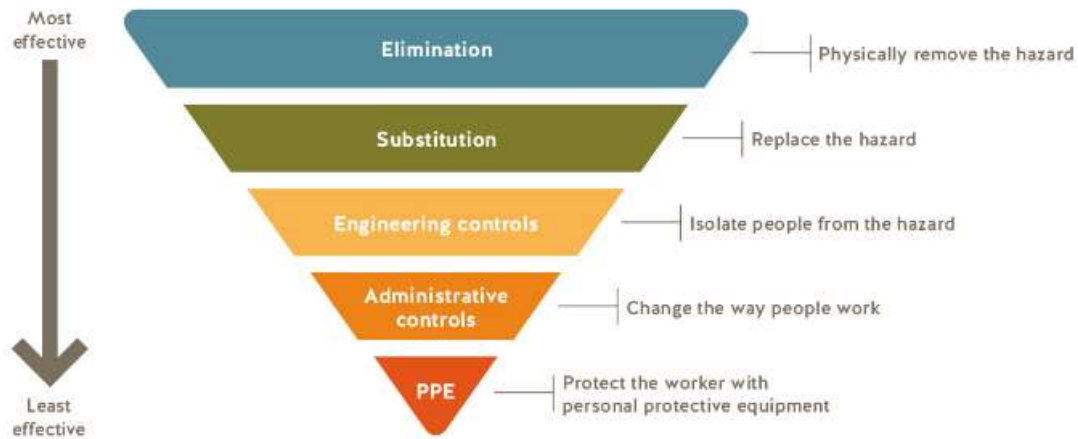 Most
effective
Elimination
Physically remove the hazard
Substitution
Replace the hazard
Engineering controls
Isolate people from the hazard
Administrative
controls
Change the way people work
PPE
Protect the worker with
personal protective equipment
Least
effective